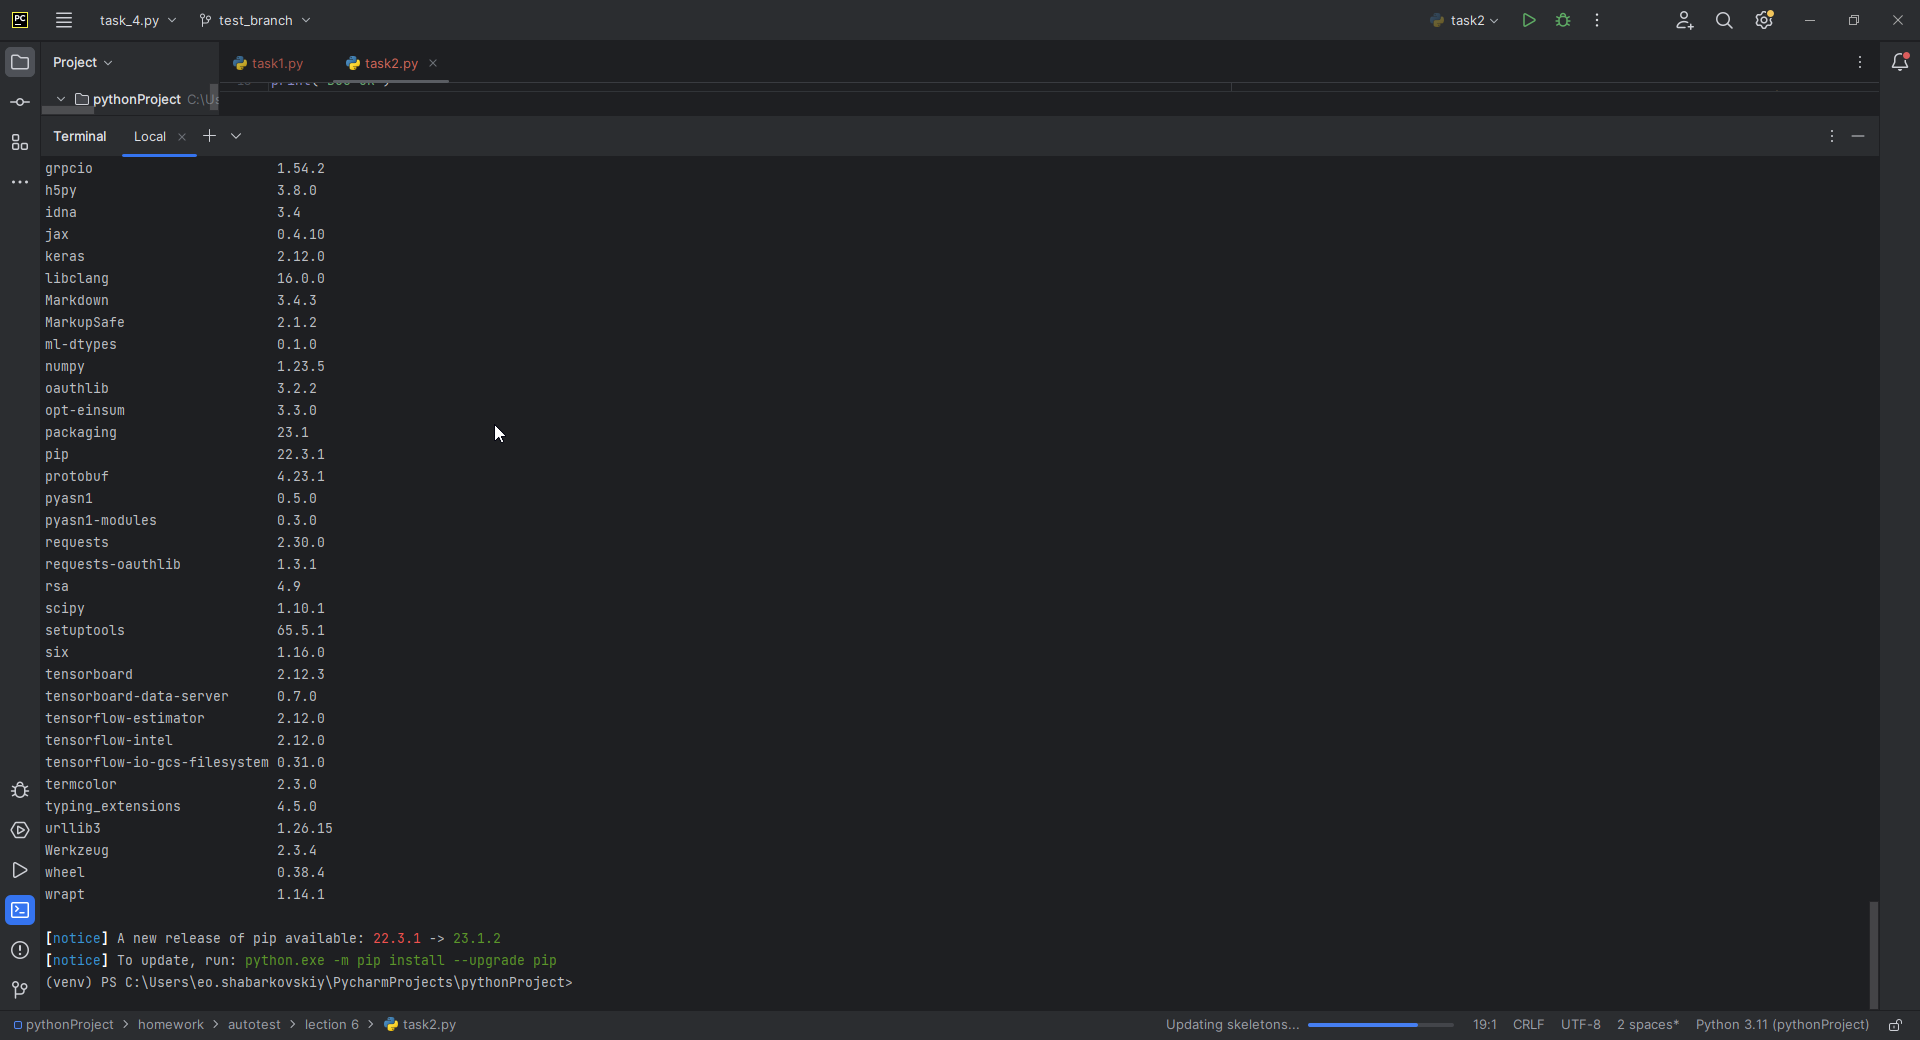 PC task_4.py test_branch task2
Project task1.py task2.py
pythonProject C:\Us
Terminal Local
grpcio 1.54.2
h5py 3.8.0
idna 3.4
jax 0.4.10
keras 2.12.0
libclang 16.0.0
Markdown 3.4.3
MarkupSafe 2.1.2
ml-dtypes 0.1.0
numpy 1.23.5
oauthlib 3.2.2
opt-einsum 3.3.0
packaging 23.1
pip 22.3.1
protobuf 4.23.1
pyasn1 0.5.0
pyasn1-modules 0.3.0
requests 2.30.0
requests-oauthlib 1.3.1
rsa 4.9
scipy 1.10.1
setuptools 65.5.1
six 1.16.0
tensorboard 2.12.3
tensorboard-data-server 0.7.0
tensorflow-estimator 2.12.0
tensorflow-intel 2.12.0
tensorflow-io-gcs-filesystem 0.31.0
termcolor 2.3.0
typing_extensions 4.5.0
urllib3 1.26.15
Werkzeug 2.3.4
wheel 0.38.4
wrapt 1.14.1
[notice] A new release of pip available: 22.3.1 -> 23.1.2
[notice] To update, run: python.exe -m pip install --upgrade pip
(venv) PS C:\Users\eo.shabarkovskiy\PycharmProjects\pythonProject>
pythonProject > homework > autotest > lection 6 > task2.py Updating skeletons... 19:1 CRLF UTF-8 2 spaces* Python 3.11 (pythonProject)